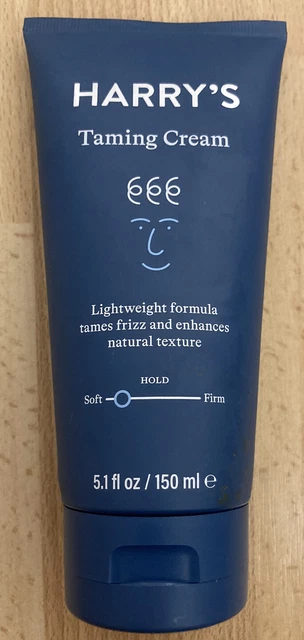 HARRY'S
Taming Cream
Lightweight formula
tames frizz and enhances
natural texture
HOLD
Soft Firm
5.1 fl oz / 150 ml ℮